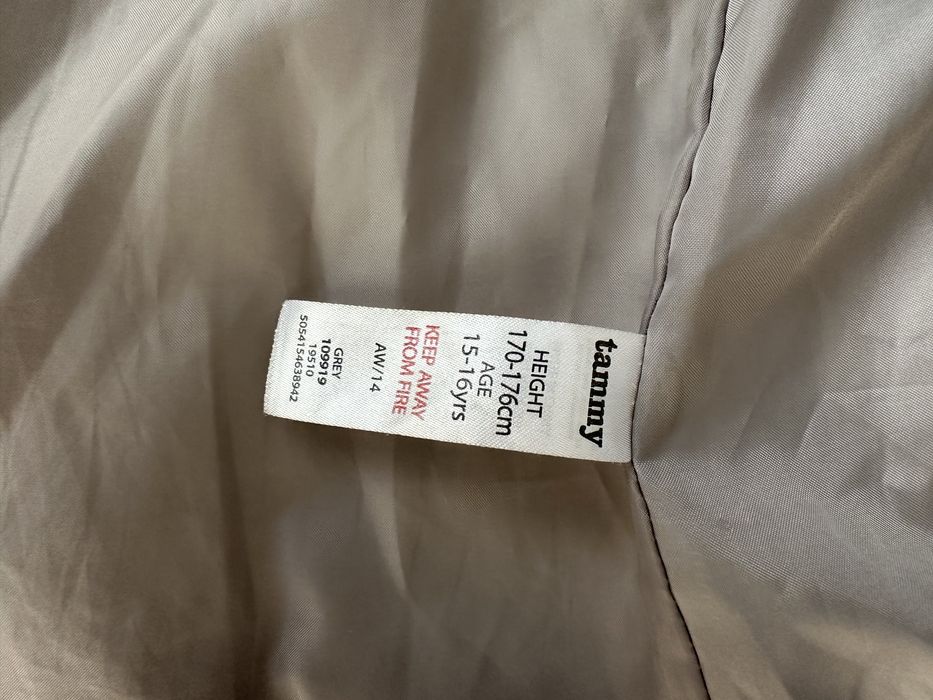 tammy
HEIGHT
170-176cm
AGE
15-16yrs
KEEP AWAY
FROM FIRE
AW/14
GREY
109919
19510
5054154638942